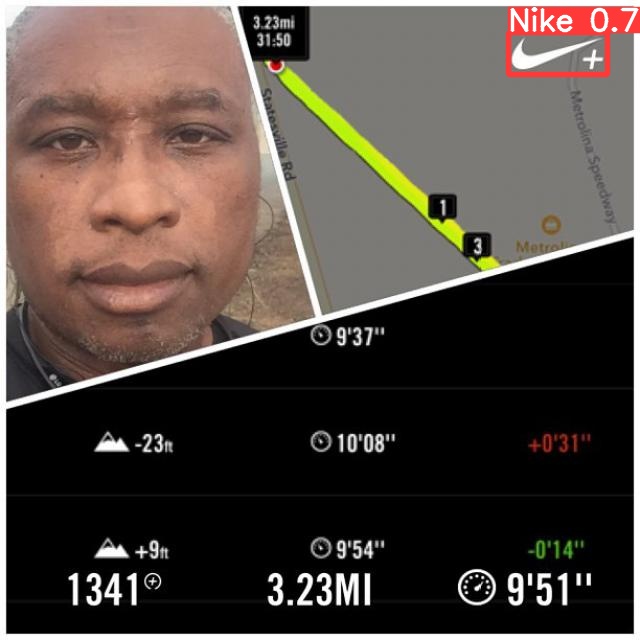 Nike 0.7
3.23mi
31:50
Statesville Rd
Metrolina Speedway
1
3
9'37''
-23ft
10'08''
+0'31''
+9ft
9'54''
-0'14''
1341
3.23MI
9'51''